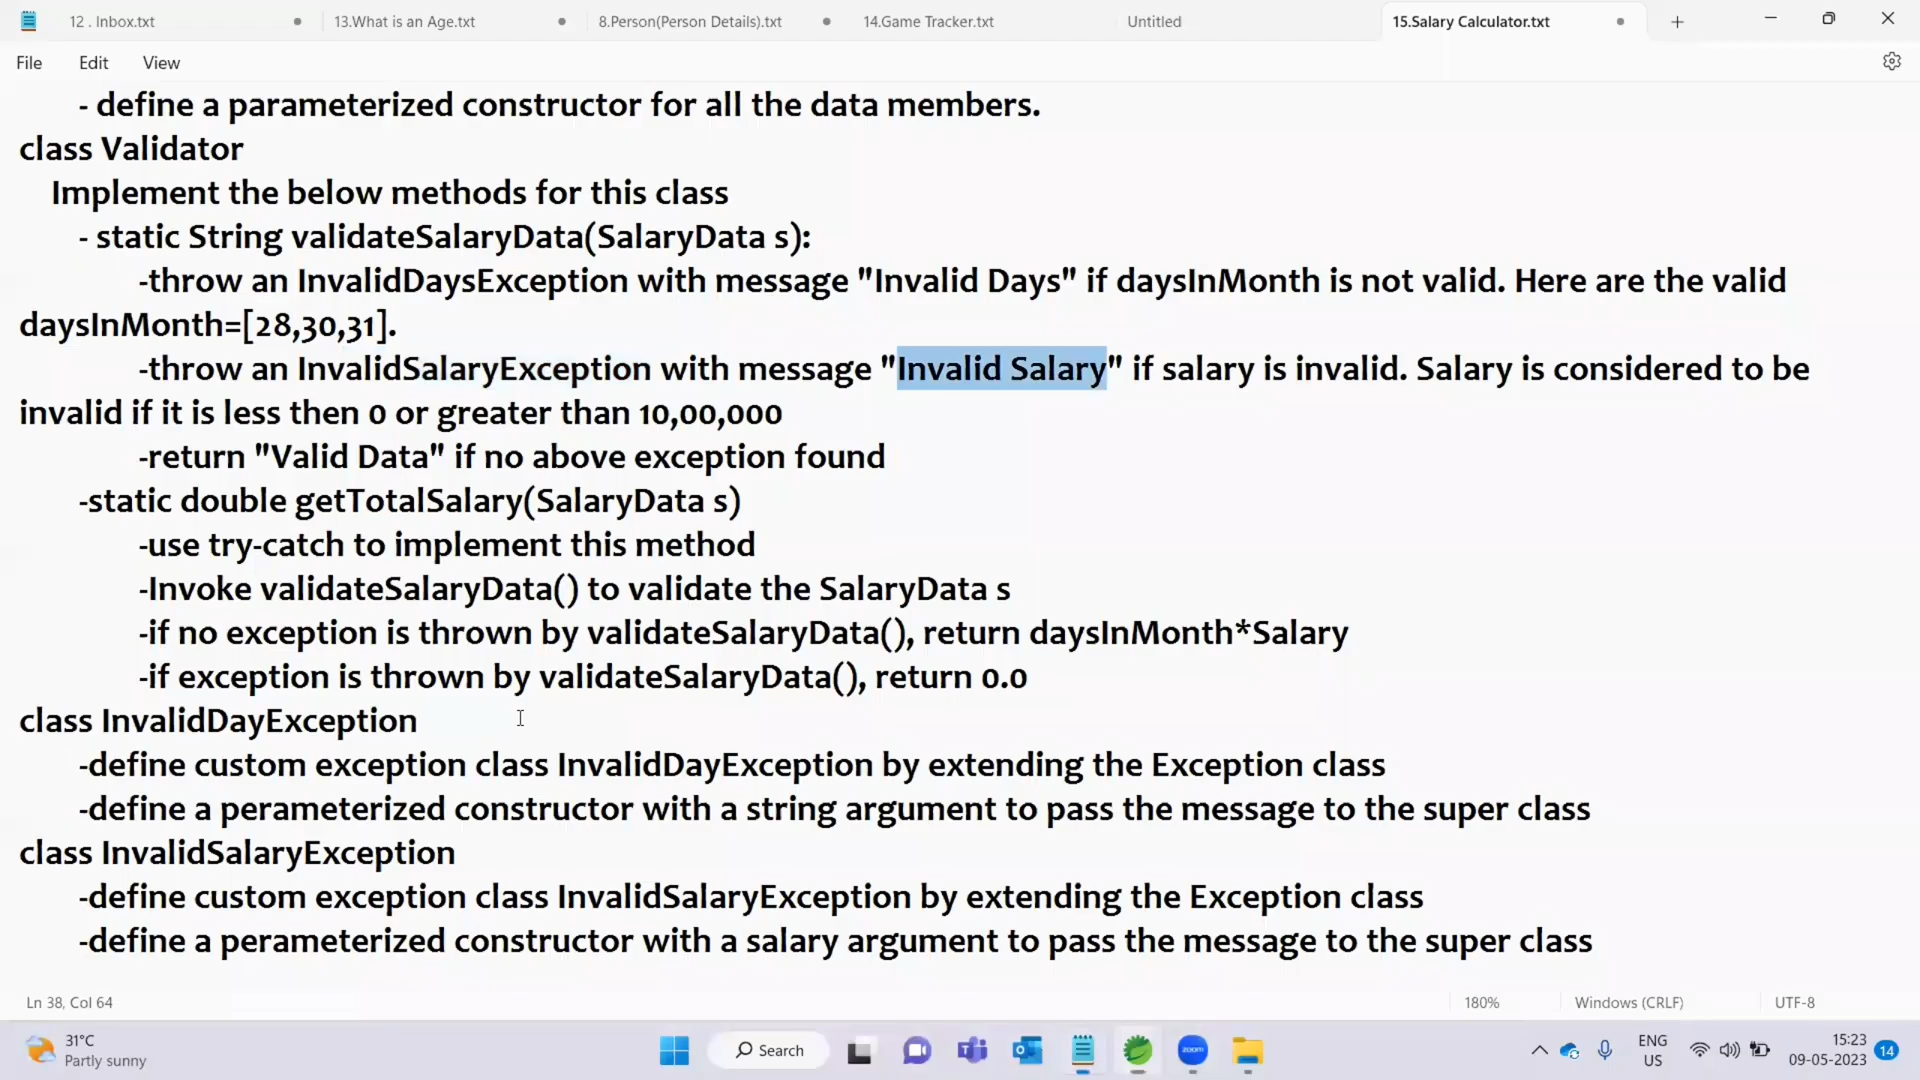 12 . Inbox.txt
13.What is an Age.txt
8.Person(Person Details).txt
14.Game Tracker.txt
Untitled
15.Salary Calculator.txt
File Edit View
- define a parameterized constructor for all the data members.
class Validator
Implement the below methods for this class
- static String validateSalaryData(SalaryData s):
-throw an InvalidDaysException with message "Invalid Days" if daysInMonth is not valid. Here are the valid
daysInMonth=[28,30,31].
-throw an InvalidSalaryException with message "Invalid Salary" if salary is invalid. Salary is considered to be
invalid if it is less then 0 or greater than 10,00,000
-return "Valid Data" if no above exception found
-static double getTotalSalary(SalaryData s)
-use try-catch to implement this method
-Invoke validateSalaryData() to validate the SalaryData s
-if no exception is thrown by validateSalaryData(), return daysInMonth*Salary
-if exception is thrown by validateSalaryData(), return 0.0
class InvalidDayException
-define custom exception class InvalidDayException by extending the Exception class
-define a perameterized constructor with a string argument to pass the message to the super class
class InvalidSalaryException
-define custom exception class InvalidSalaryException by extending the Exception class
-define a perameterized constructor with a salary argument to pass the message to the super class
Ln 38, Col 64
180%
Windows (CRLF)
UTF-8
31°C
Partly sunny
Search
zoom
ENG
US
15:23
09-05-2023
14